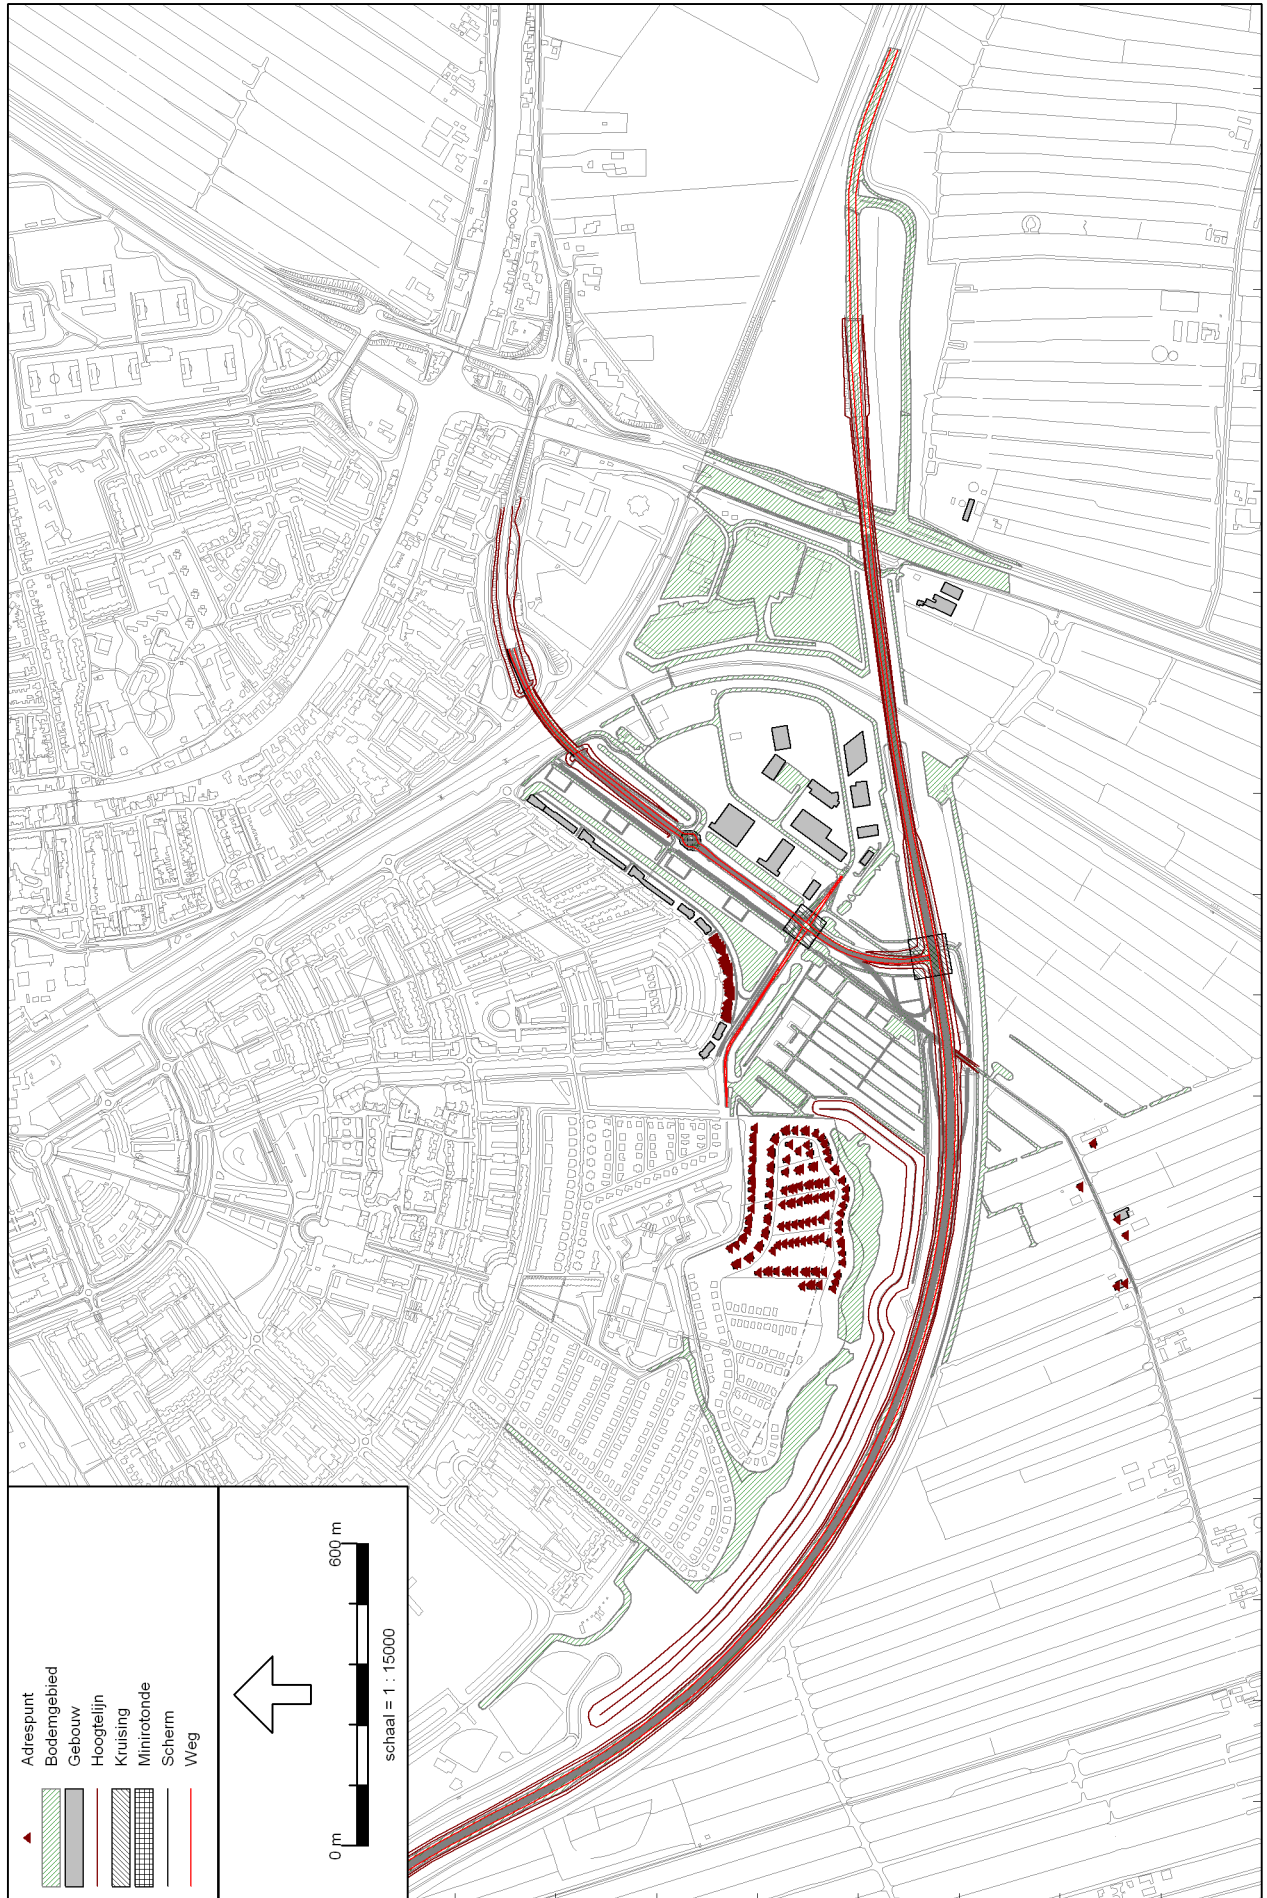 Adrespunt
Bodemgebied
Gebouw
Hoogtelijn
Kruising
Minirotonde
Scherm
Weg
0 m
600 m
schaal = 1 : 15000